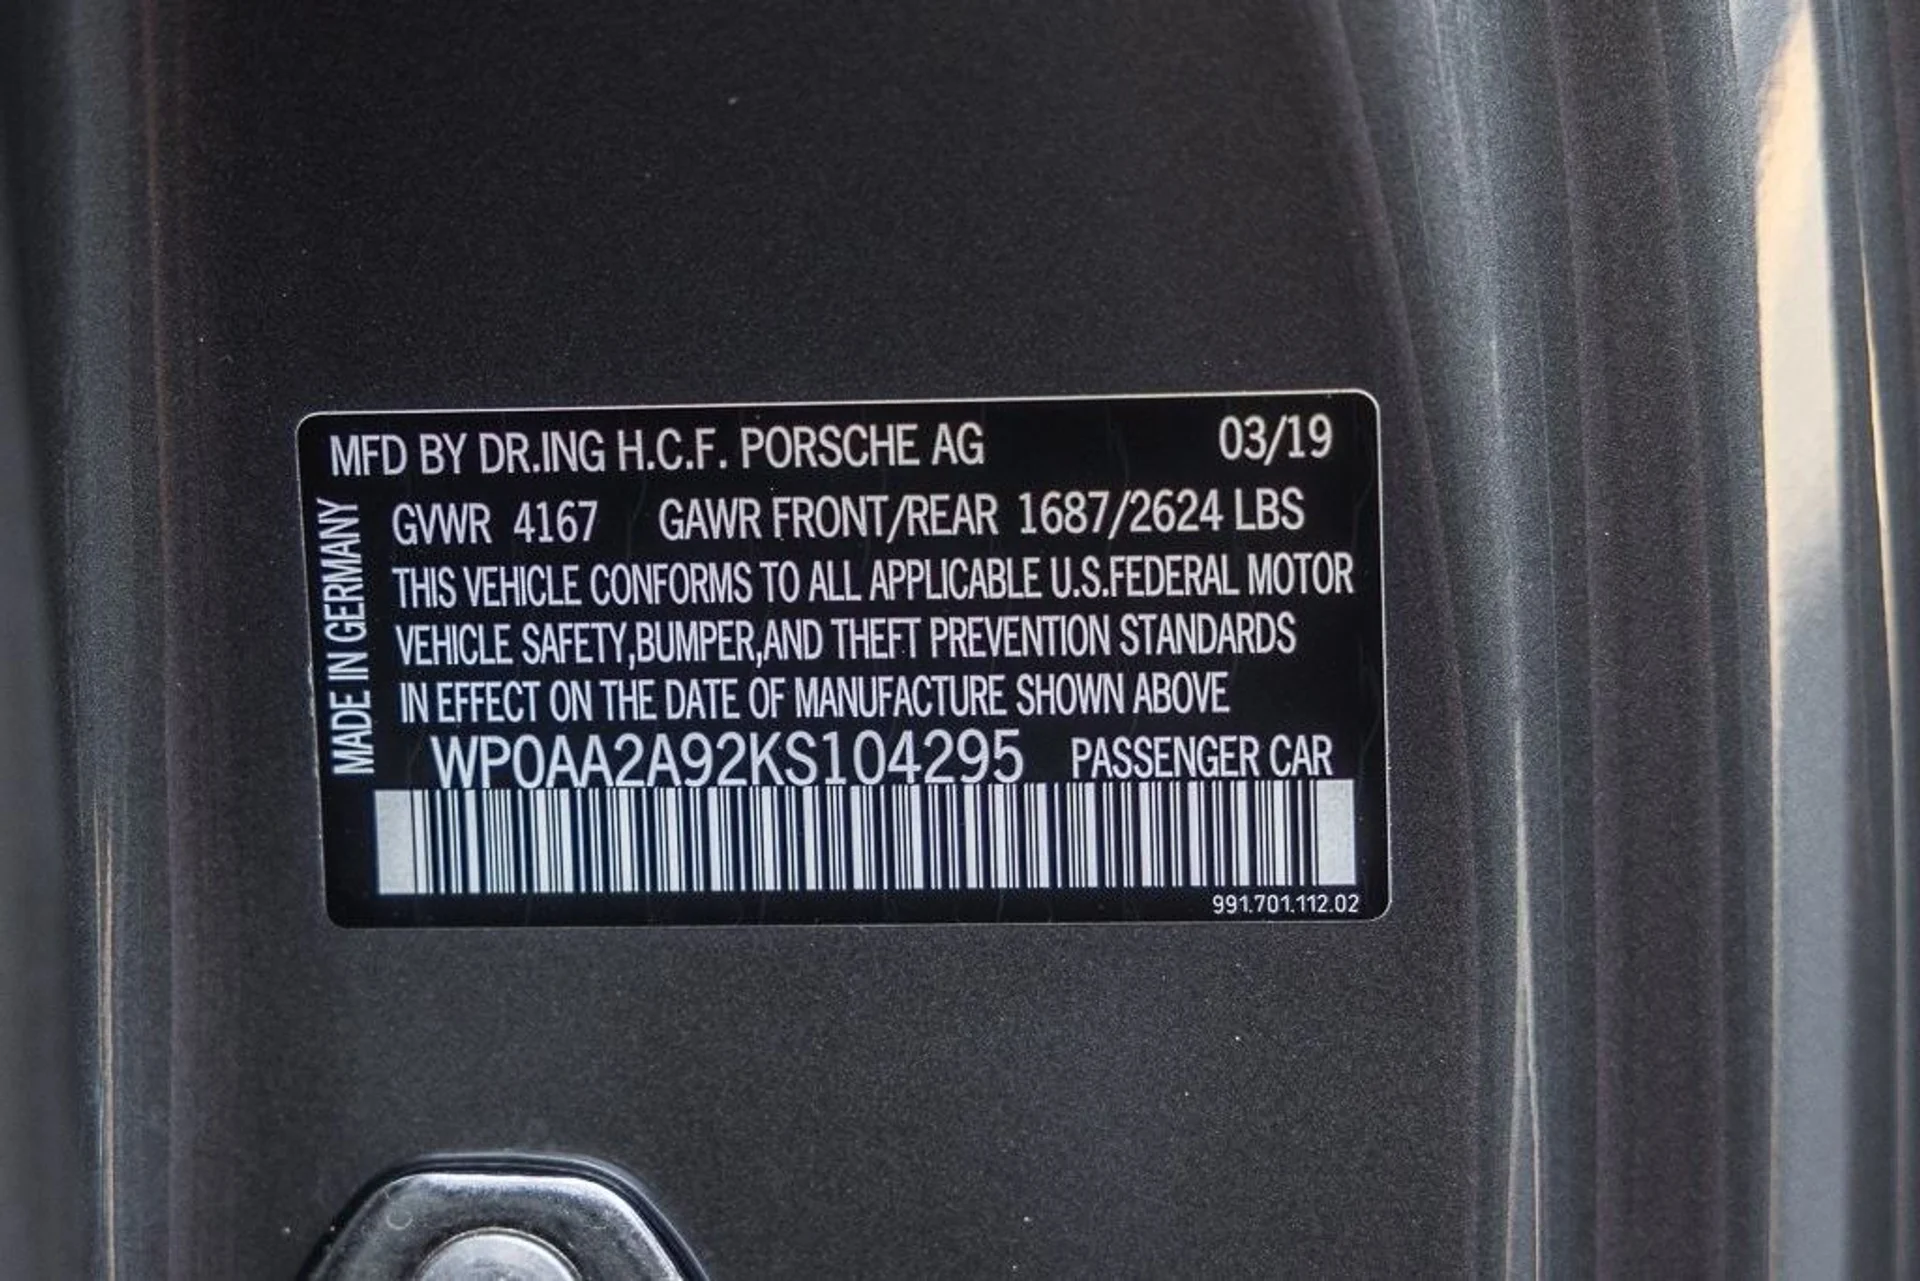 MFD BY DR.ING H.C.F. PORSCHE AG 03/19
GVWR 4167 GAWR FRONT/REAR 1687/2624 LBS
THIS VEHICLE CONFORMS TO ALL APPLICABLE U.S.FEDERAL MOTOR
VEHICLE SAFETY,BUMPER,AND THEFT PREVENTION STANDARDS
IN EFFECT ON THE DATE OF MANUFACTURE SHOWN ABOVE
WP0AA2A92KS104295 PASSENGER CAR
991.701.112.02
MADE IN GERMANY